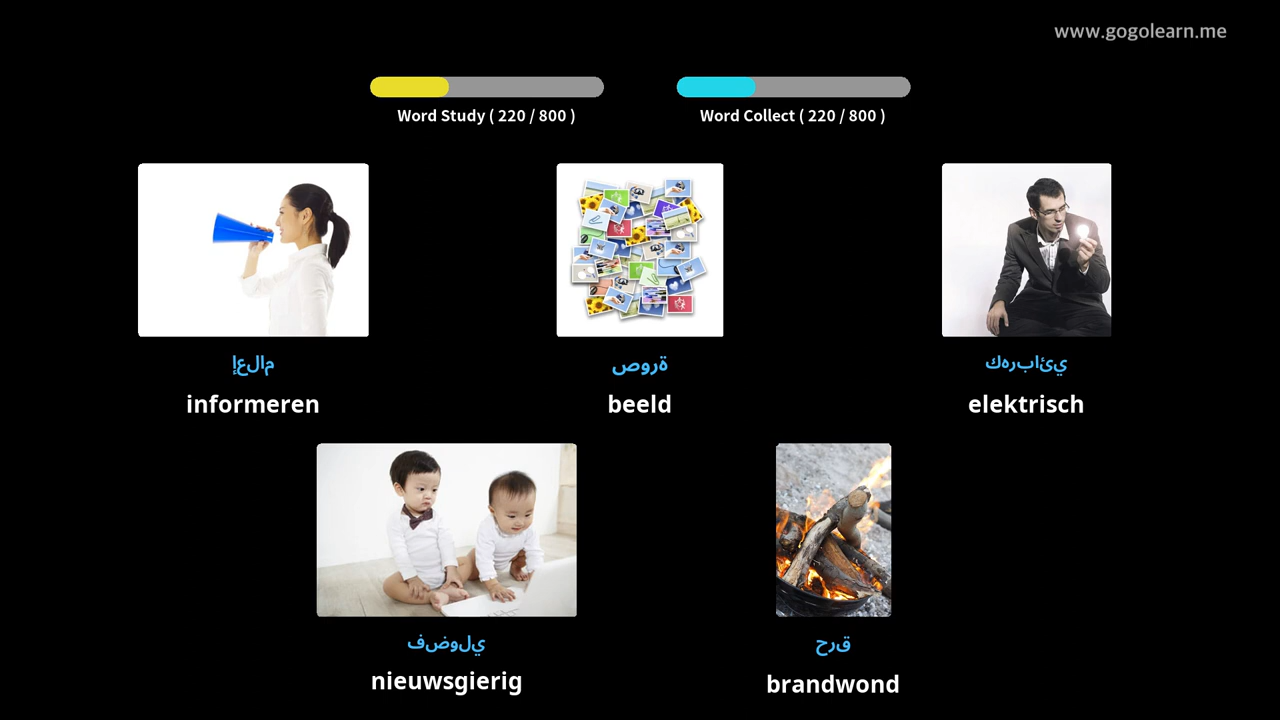 www.gogolearn.me
Word Study ( 220 / 800 )
Word Collect ( 220 / 800 )
إعلام
informeren
صورة
beeld
كهربائي
elektrisch
فضولي
nieuwsgierig
حرق
brandwond